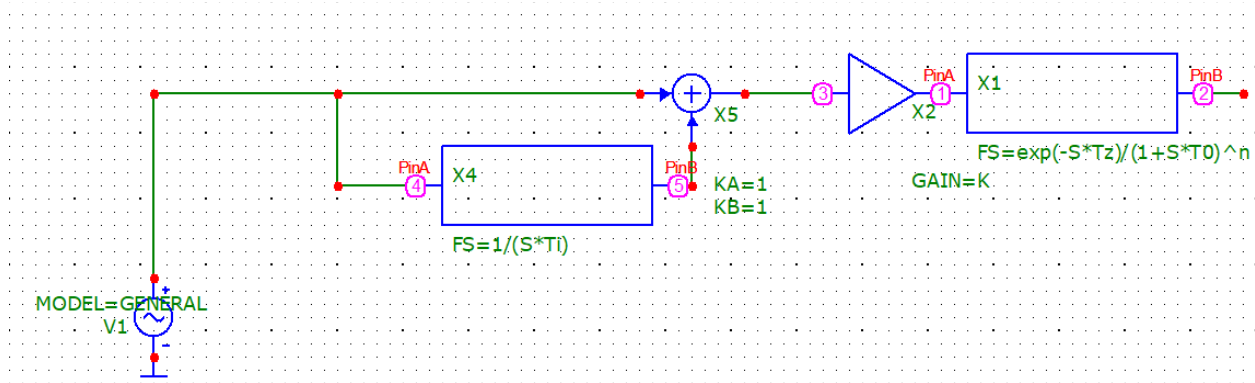 PinA
PinB
3
1
X1
2
X5
X2
FS=exp(-S*Tz)/(1+S*T0)^n
PinA
PinB
X4
4
5
KA=1
GAIN=K
KB=1
FS=1/(S*Ti)
MODEL=GENERAL
V1